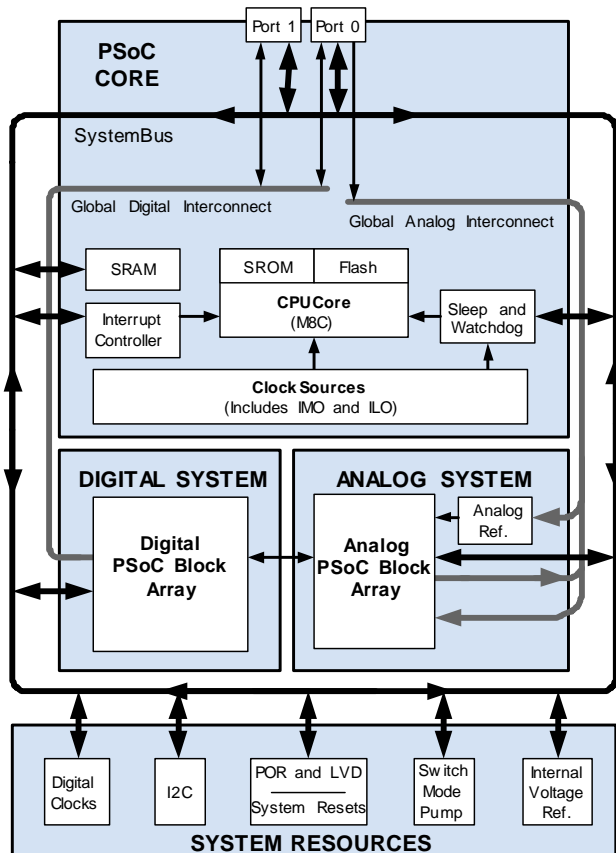 Port 1
Port 0
PSoC
CORE
SystemBus
Global Digital Interconnect
Global Analog Interconnect
SRAM
SROM
Flash
CPUCore
(M8C)
Interrupt
Controller
Sleep and
Watchdog
ClockSources
(Includes IMO and ILO)
DIGITAL SYSTEM
ANALOG SYSTEM
Digital
PSoC Block
Array
Analog
PSoC Block
Array
Analog
Ref.
Digital
Clocks
I2C
POR and LVD
System Resets
Switch
Mode
Pump
Internal
Voltage
Ref.
SYSTEM RESOURCES